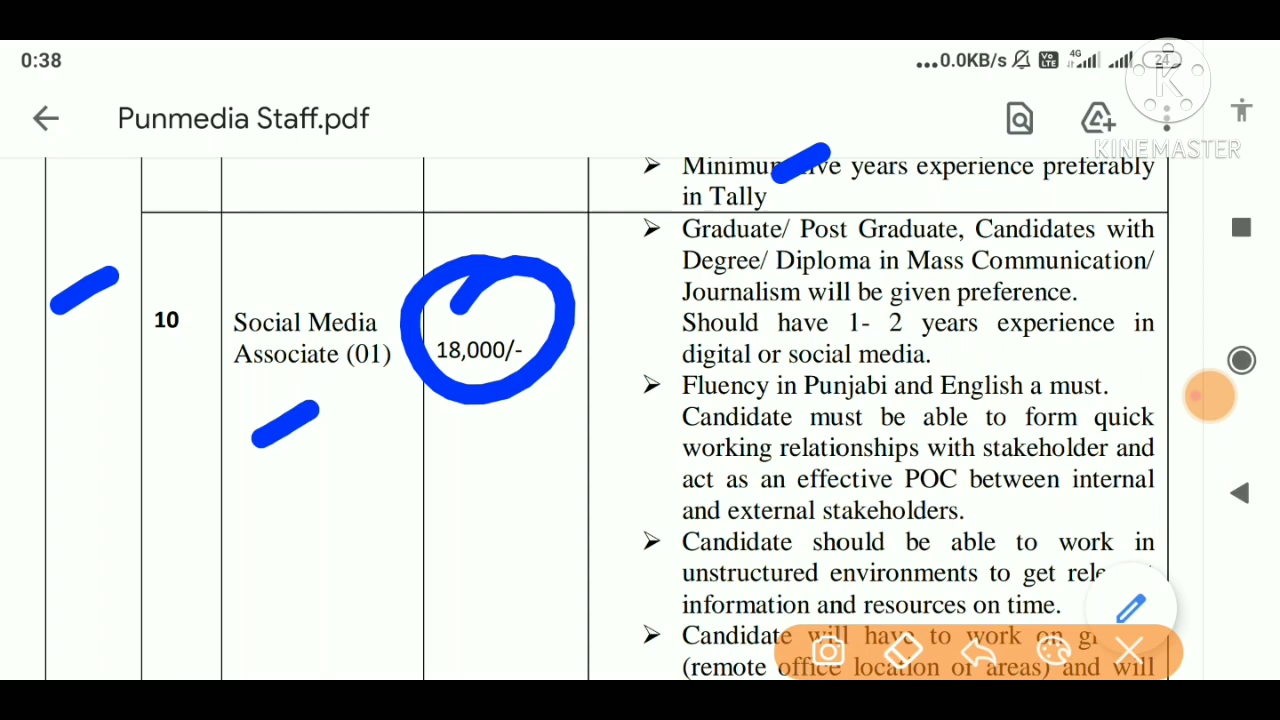 0:38
...0.0KB/s
Vo
LTE
4G
24
K
KINEMASTER
Punmedia Staff.pdf
years experience preferably
in Tally
10
Social Media
Associate (01)
18,000/-
➢ Graduate/ Post Graduate, Candidates with
Degree/ Diploma in Mass Communication/
Journalism will be given preference.
Should have 1- 2 years experience in
digital or social media.
➢ Fluency in Punjabi and English a must.
Candidate must be able to form quick
working relationships with stakeholder and
act as an effective POC between internal
and external stakeholders.
➢ Candidate should be able to work in
unstructured environments to get
information and resources on time.
➢ Candidate will have to work on
(remote office location or areas) and will